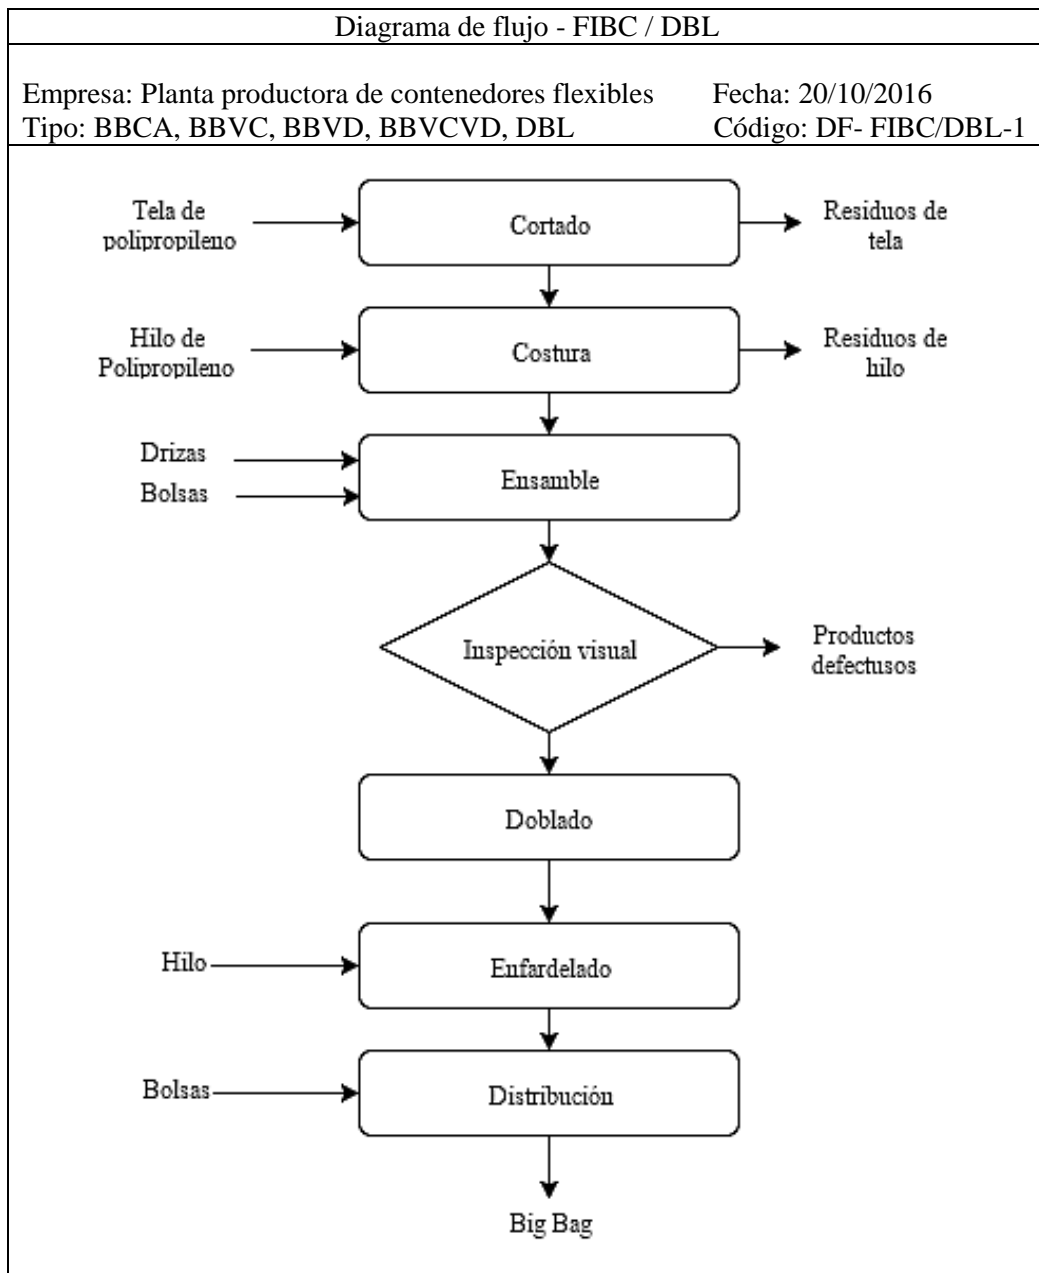 Diagrama de flujo - FIBC / DBL
Empresa: Planta productora de contenedores flexibles Fecha: 20/10/2016
Tipo: BBCA, BBVC, BBVD, BBVCVD, DBL Código: DF- FIBC/DBL-1
Tela de
polipropileno
Cortado
Residuos de
tela
Hilo de
Polipropileno
Costura
Residuos de
hilo
Drizas
Bolsas
Ensamble
Inspección visual
Productos
defectusos
Doblado
Hilo
Enfardelado
Bolsas
Distribución
Big Bag